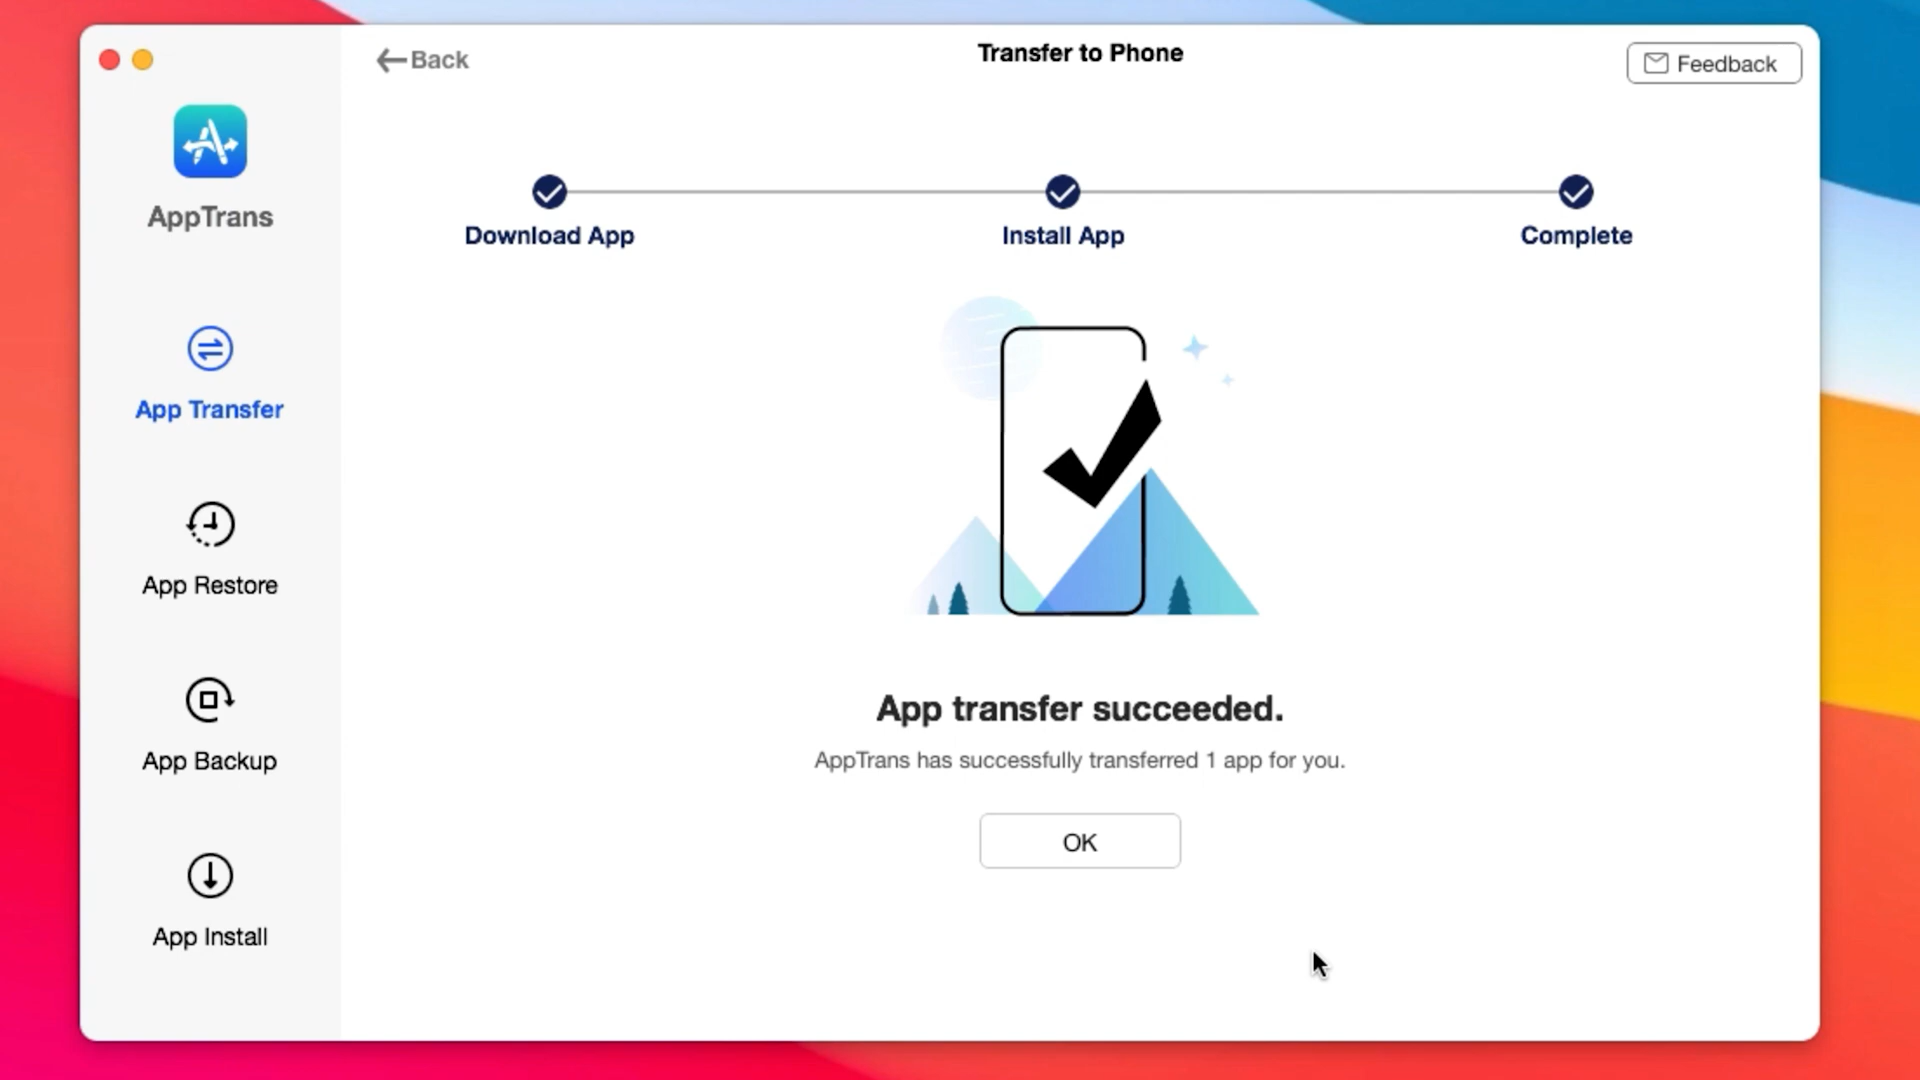 Back
Transfer to Phone
Feedback
AppTrans
Download App
Install App
Complete
App Transfer
App Restore
App Backup
App Install
App transfer succeeded.
AppTrans has successfully transferred 1 app for you.
OK